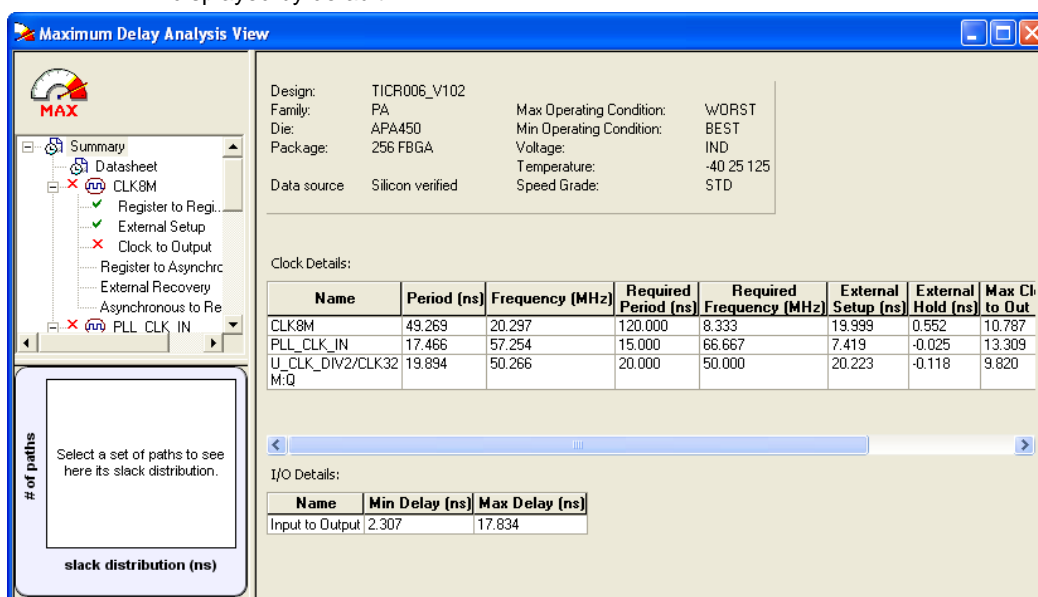 Maximum Delay Analysis View
MAX
Summary
Datasheet
CLK8M
Register to Regi...
External Setup
Clock to Output
Register to Asynchrc
External Recovery
Asynchronous to Re
PLL CLK IN
# of paths
Select a set of paths to see
here its slack distribution.
slack distribution (ns)
Design: TICR006_V102
Family: PA Max Operating Condition: WORST
Die: APA450 Min Operating Condition: BEST
Package: 256 FBGA Voltage: IND
Temperature: -40 25 125
Data source Silicon verified Speed Grade: STD
Clock Details:
Name Period (ns) Frequency (MHz) Required Period (ns) Required Frequency (MHz) External Setup (ns) External Hold (ns) Max Cl to Out
CLK8M 49.269 20.297 120.000 8.333 19.999 0.552 10.787
PLL_CLK_IN 17.466 57.254 15.000 66.667 7.419 -0.025 13.309
U_CLK_DIV2/CLK32 19.894 50.266 20.000 50.000 20.223 -0.118 9.820
M:Q
I/O Details:
Name Min Delay (ns) Max Delay (ns)
Input to Output 2.307 17.834